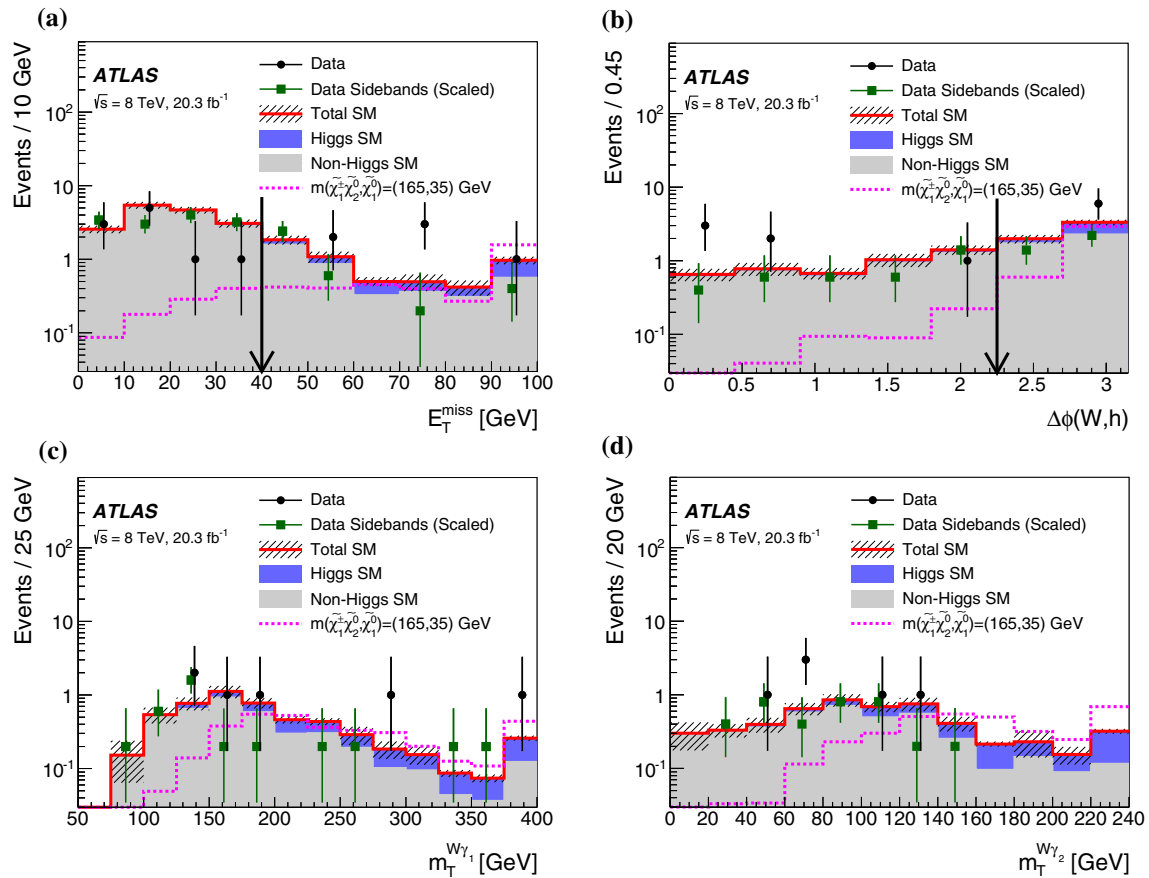 (a)
Events / 10 GeV
10²
10
1
10⁻¹
ATLAS
√s = 8 TeV, 20.3 fb⁻¹
Data
Data Sidebands (Scaled)
Total SM
Higgs SM
Non-Higgs SM
m(χ̃₁±χ̃₂⁰,χ̃₁⁰)=(165,35) GeV
0 10 20 30 40 50 60 70 80 90 100
E_T^miss [GeV]
(b)
Events / 0.45
10²
10
1
10⁻¹
ATLAS
√s = 8 TeV, 20.3 fb⁻¹
Data
Data Sidebands (Scaled)
Total SM
Higgs SM
Non-Higgs SM
m(χ̃₁±χ̃₂⁰,χ̃₁⁰)=(165,35) GeV
0 0.5 1 1.5 2 2.5 3
Δϕ(W,h)
(c)
Events / 25 GeV
10²
10
1
10⁻¹
ATLAS
√s = 8 TeV, 20.3 fb⁻¹
Data
Data Sidebands (Scaled)
Total SM
Higgs SM
Non-Higgs SM
m(χ̃₁±χ̃₂⁰,χ̃₁⁰)=(165,35) GeV
50 100 150 200 250 300 350 400
m_T^Wγ₁ [GeV]
(d)
Events / 20 GeV
10²
10
1
10⁻¹
ATLAS
√s = 8 TeV, 20.3 fb⁻¹
Data
Data Sidebands (Scaled)
Total SM
Higgs SM
Non-Higgs SM
m(χ̃₁±χ̃₂⁰,χ̃₁⁰)=(165,35) GeV
0 20 40 60 80 100 120 140 160 180 200 220 240
m_T^Wγ₂ [GeV]